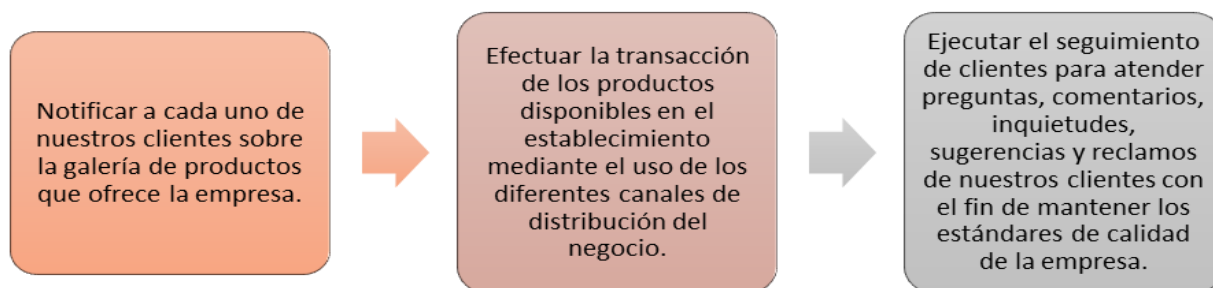 Notificar a cada uno de
nuestros clientes sobre
la galería de productos
que ofrece la empresa.
Efectuar la transacción
de los productos
disponibles en el
establecimiento
mediante el uso de los
diferentes canales de
distribución del
negocio.
Ejecutar el seguimiento
de clientes para atender
preguntas, comentarios,
inquietudes,
sugerencias y reclamos
de nuestros clientes con
el fin de mantener los
estándares de calidad
de la empresa.